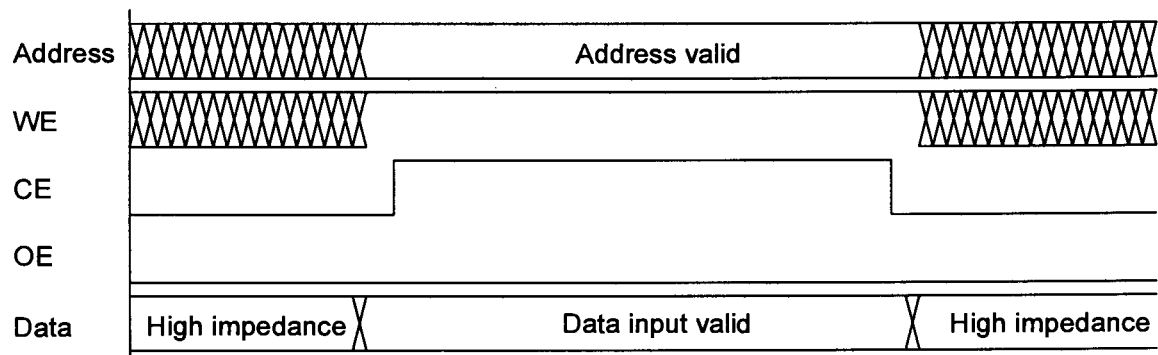 Address Address valid
WE
CE
OE
Data High impedance Data input valid High impedance